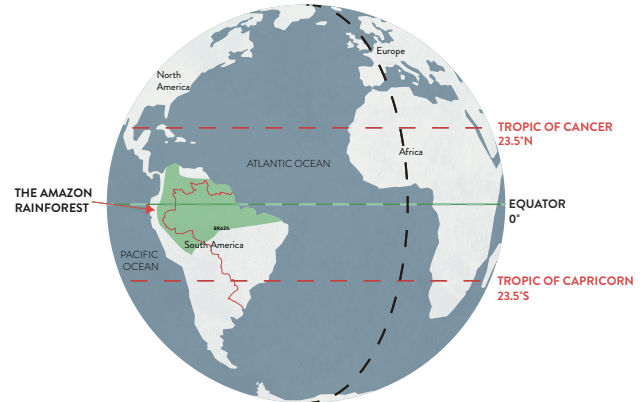 Europe
North
America
TROPIC OF CANCER
23.5°N
Africa
ATLANTIC OCEAN
THE AMAZON
RAINFOREST
EQUATOR
0°
BRAZIL
South America
PACIFIC
OCEAN
TROPIC OF CAPRICORN
23.5°S